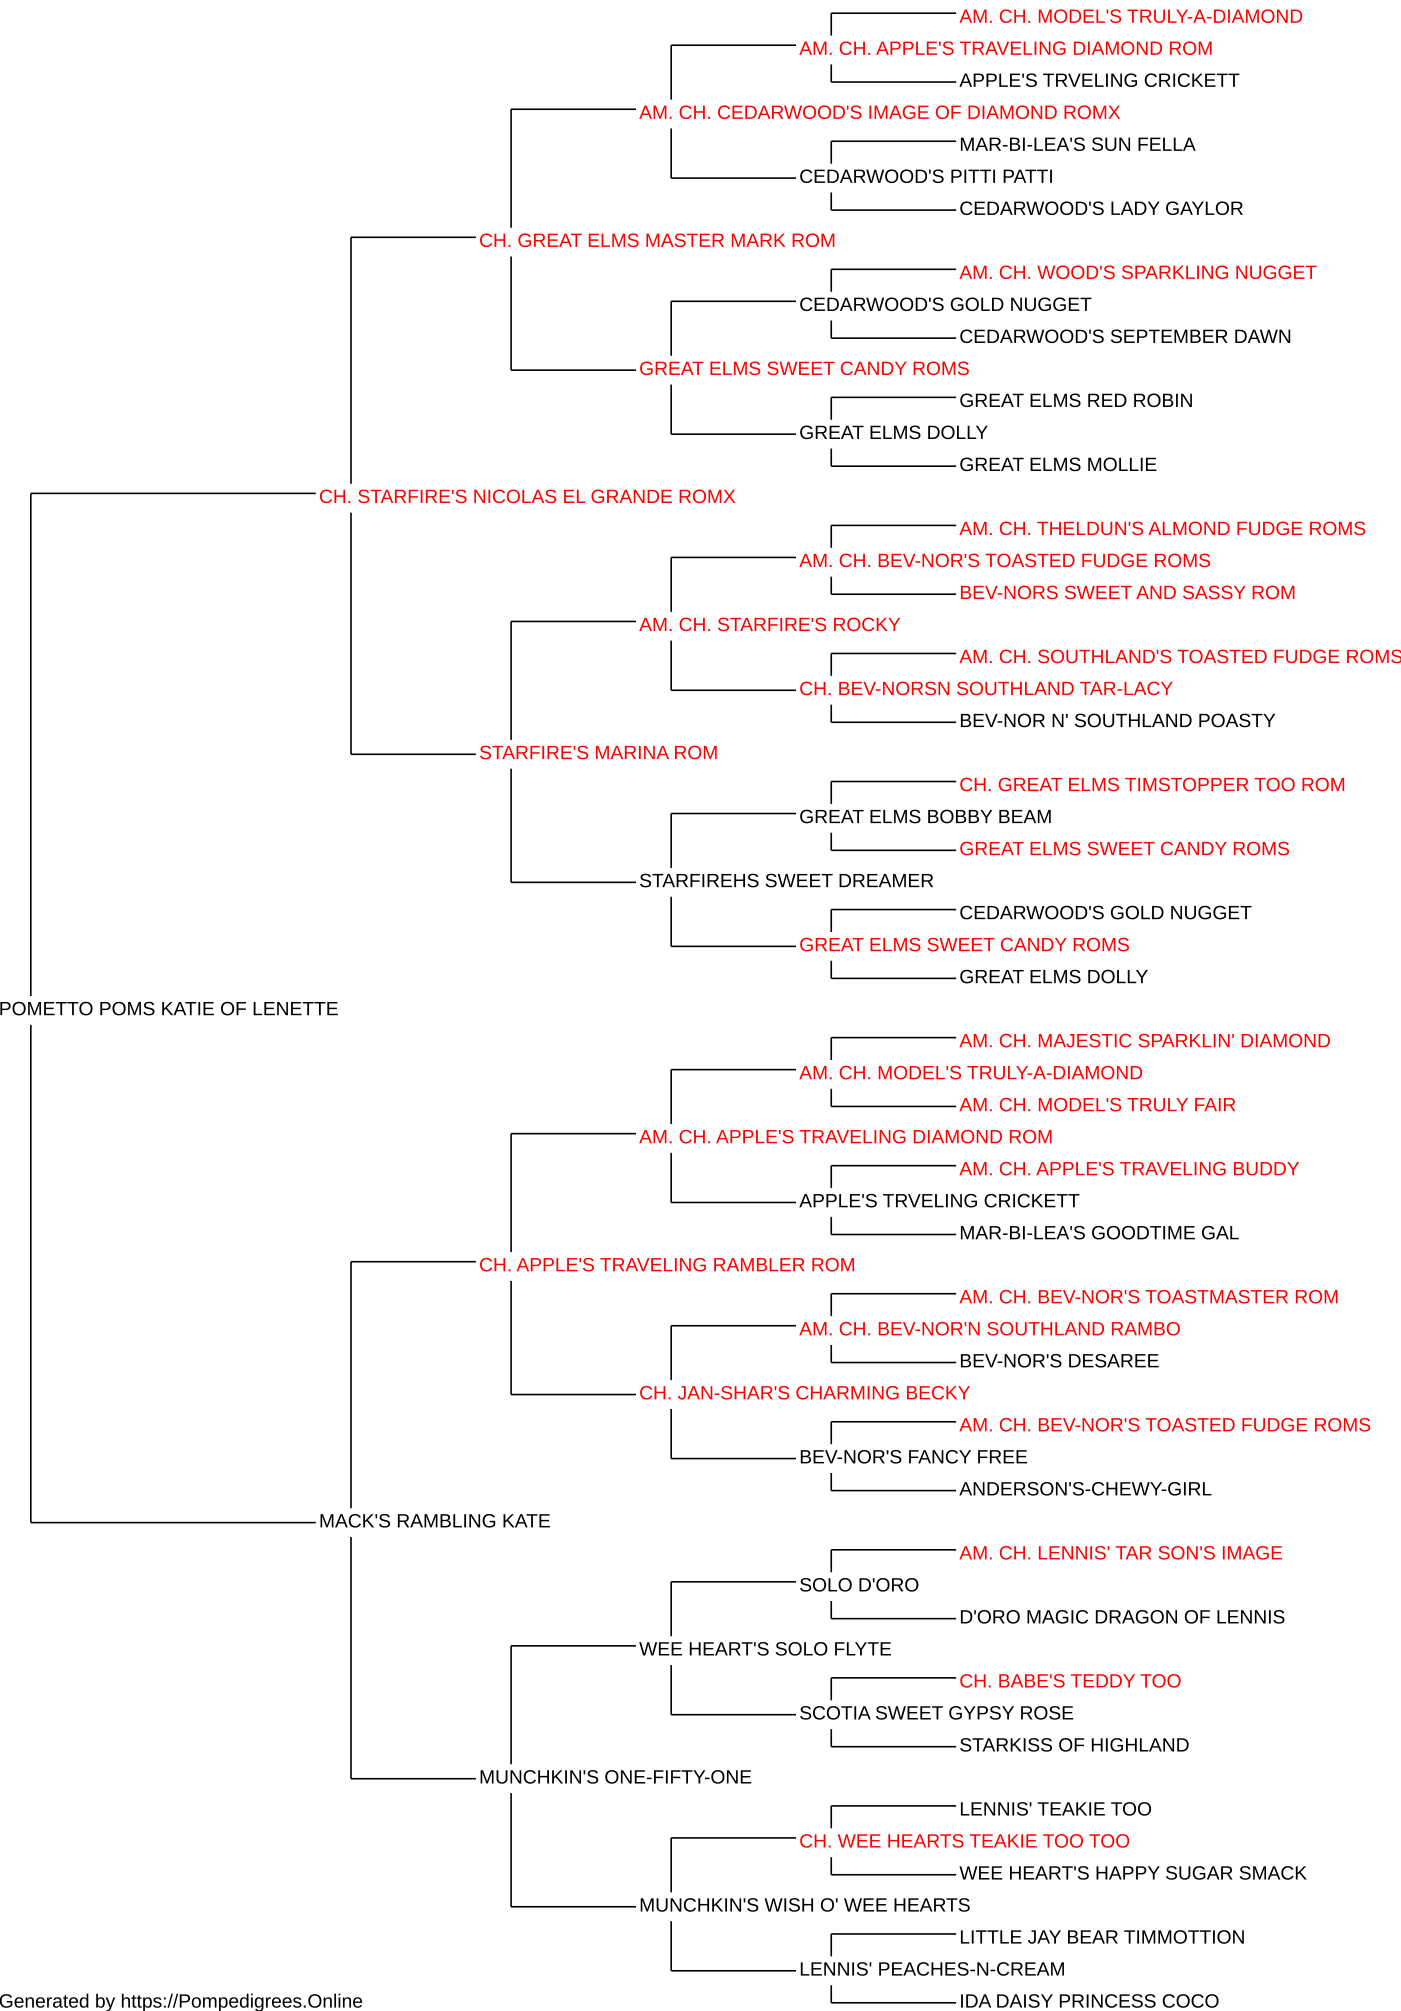 AM. CH. MODEL'S TRULY-A-DIAMOND
AM. CH. APPLE'S TRAVELING DIAMOND ROM
APPLE'S TRVELING CRICKETT
AM. CH. CEDARWOOD'S IMAGE OF DIAMOND ROMX
MAR-BI-LEA'S SUN FELLA
CEDARWOOD'S PITTI PATTI
CEDARWOOD'S LADY GAYLOR
CH. GREAT ELMS MASTER MARK ROM
AM. CH. WOOD'S SPARKLING NUGGET
CEDARWOOD'S GOLD NUGGET
CEDARWOOD'S SEPTEMBER DAWN
GREAT ELMS SWEET CANDY ROMS
GREAT ELMS RED ROBIN
GREAT ELMS DOLLY
GREAT ELMS MOLLIE
CH. STARFIRE'S NICOLAS EL GRANDE ROMX
AM. CH. THELDUN'S ALMOND FUDGE ROMS
AM. CH. BEV-NOR'S TOASTED FUDGE ROMS
BEV-NORS SWEET AND SASSY ROM
AM. CH. STARFIRE'S ROCKY
AM. CH. SOUTHLAND'S TOASTED FUDGE ROMS
CH. BEV-NORSN SOUTHLAND TAR-LACY
BEV-NOR N' SOUTHLAND POASTY
STARFIRE'S MARINA ROM
CH. GREAT ELMS TIMSTOPPER TOO ROM
GREAT ELMS BOBBY BEAM
GREAT ELMS SWEET CANDY ROMS
STARFIREHS SWEET DREAMER
CEDARWOOD'S GOLD NUGGET
GREAT ELMS SWEET CANDY ROMS
GREAT ELMS DOLLY
POMETTO POMS KATIE OF LENETTE
AM. CH. MAJESTIC SPARKLIN' DIAMOND
AM. CH. MODEL'S TRULY-A-DIAMOND
AM. CH. MODEL'S TRULY FAIR
AM. CH. APPLE'S TRAVELING DIAMOND ROM
AM. CH. APPLE'S TRAVELING BUDDY
APPLE'S TRVELING CRICKETT
MAR-BI-LEA'S GOODTIME GAL
CH. APPLE'S TRAVELING RAMBLER ROM
AM. CH. BEV-NOR'S TOASTMASTER ROM
AM. CH. BEV-NOR'N SOUTHLAND RAMBO
BEV-NOR'S DESAREE
CH. JAN-SHAR'S CHARMING BECKY
AM. CH. BEV-NOR'S TOASTED FUDGE ROMS
BEV-NOR'S FANCY FREE
ANDERSON'S-CHEWY-GIRL
MACK'S RAMBLING KATE
AM. CH. LENNIS' TAR SON'S IMAGE
SOLO D'ORO
D'ORO MAGIC DRAGON OF LENNIS
WEE HEART'S SOLO FLYTE
CH. BABE'S TEDDY TOO
SCOTIA SWEET GYPSY ROSE
STARKISS OF HIGHLAND
MUNCHKIN'S ONE-FIFTY-ONE
LENNIS' TEAKIE TOO
CH. WEE HEARTS TEAKIE TOO TOO
WEE HEART'S HAPPY SUGAR SMACK
MUNCHKIN'S WISH O' WEE HEARTS
LITTLE JAY BEAR TIMMOTTION
LENNIS' PEACHES-N-CREAM
IDA DAISY PRINCESS COCO
Generated by https://Pompedigrees.Online